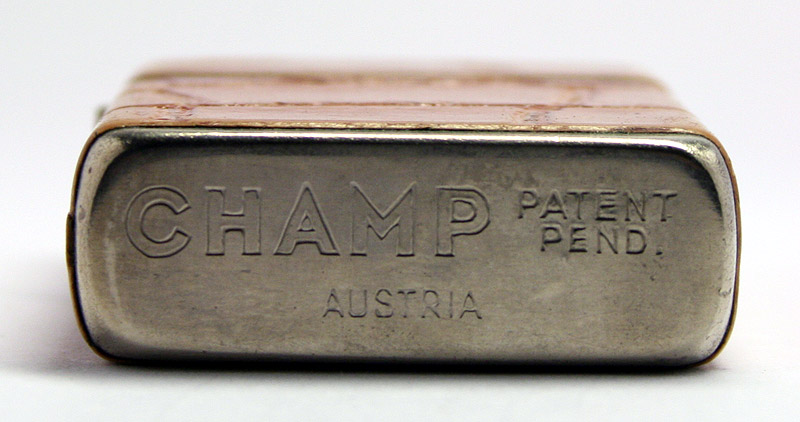 CHAMP PATENT
PEND.
AUSTRIA